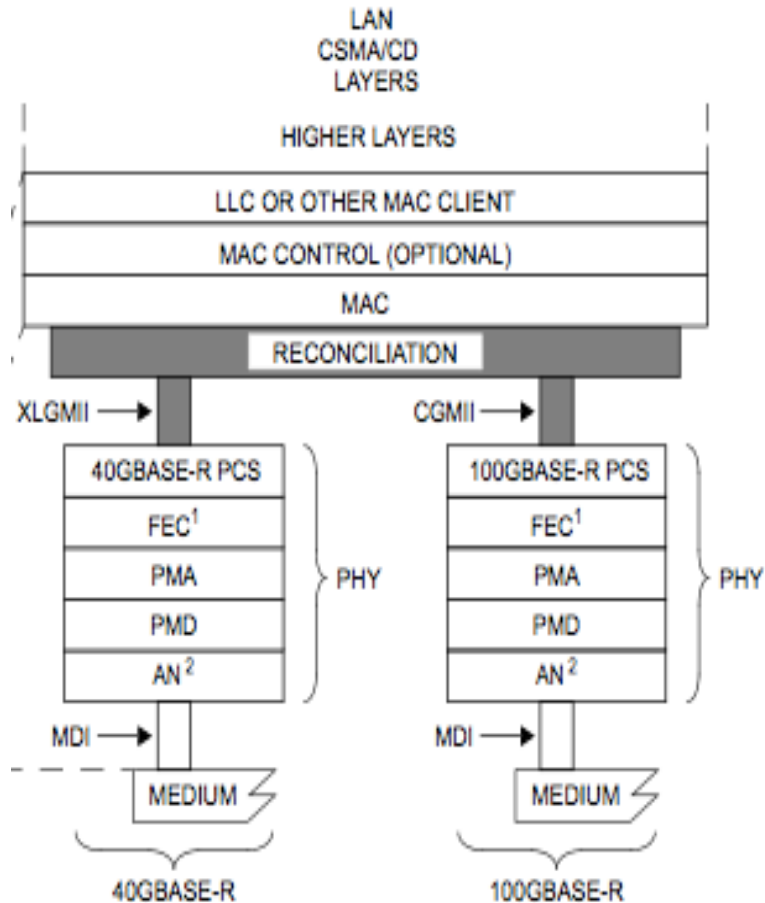 LAN
CSMA/CD
LAYERS
HIGHER LAYERS
LLC OR OTHER MAC CLIENT
MAC CONTROL (OPTIONAL)
MAC
RECONCILIATION
XLGMII
CGMII
40GBASE-R PCS
100GBASE-R PCS
FEC¹
FEC¹
PMA
PHY
PMA
PHY
PMD
PMD
AN²
AN²
MDI
MDI
MEDIUM
MEDIUM
40GBASE-R
100GBASE-R